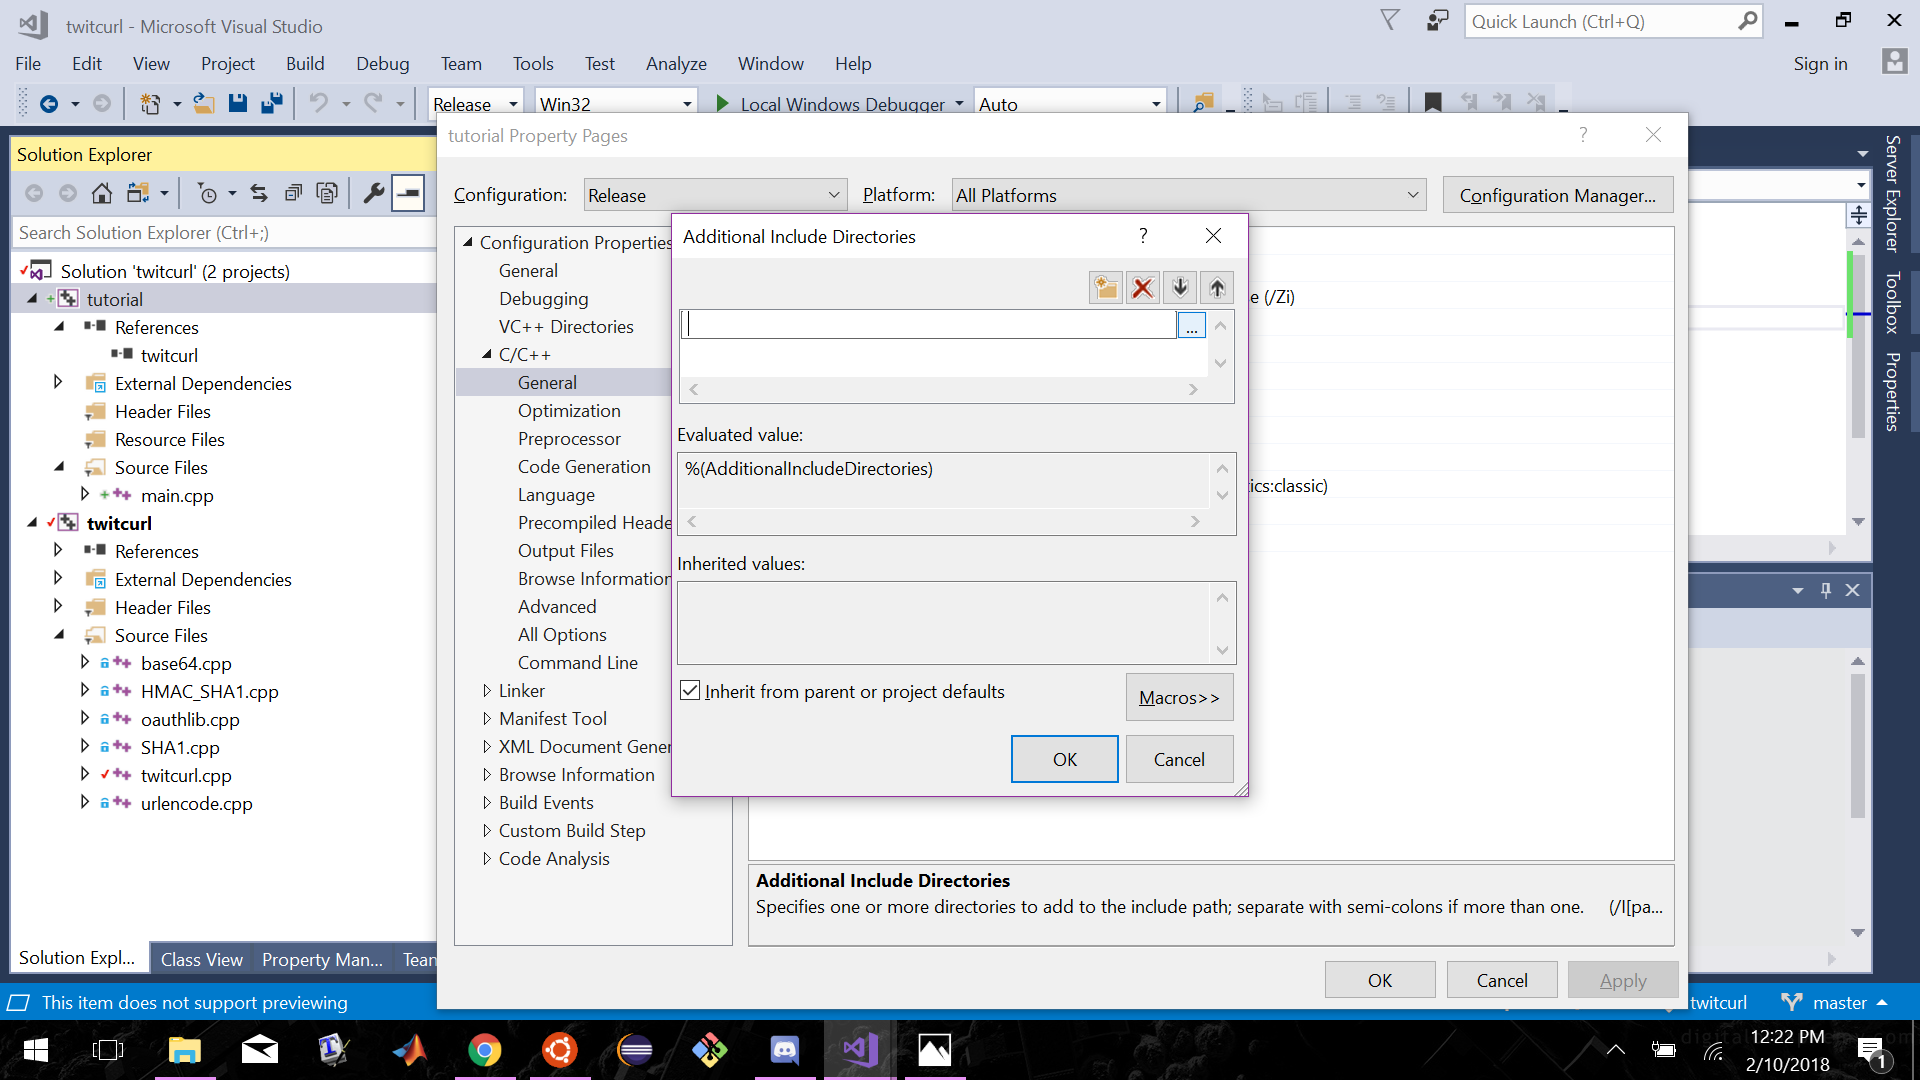 twitcurl - Microsoft Visual Studio
Quick Launch (Ctrl+Q)
File Edit View Project Build Debug Team Tools Test Analyze Window Help
Sign in
Release Win32 Local Windows Debugger Auto
Solution Explorer
Search Solution Explorer (Ctrl+;)
Solution 'twitcurl' (2 projects)
tutorial
References
twitcurl
External Dependencies
Header Files
Resource Files
Source Files
main.cpp
twitcurl
References
External Dependencies
Header Files
Source Files
base64.cpp
HMAC_SHA1.cpp
oauthlib.cpp
SHA1.cpp
twitcurl.cpp
urlencode.cpp
Solution Expl... Class View Property Man... Tean
tutorial Property Pages
?
Configuration: Release Platform: All Platforms Configuration Manager...
Configuration Properties
General
Debugging
VC++ Directories
C/C++
General
Optimization
Preprocessor
Code Generation
Language
Precompiled Heade
Output Files
Browse Information
Advanced
All Options
Command Line
Linker
Manifest Tool
XML Document Gener
Browse Information
Build Events
Custom Build Step
Code Analysis
Additional Include Directories
?
...
Evaluated value:
%(AdditionalIncludeDirectories)
Inherited values:
Inherit from parent or project defaults
Macros>>
OK Cancel
e (/Zi)
ics:classic)
Additional Include Directories
Specifies one or more directories to add to the include path; separate with semi-colons if more than one. (/I[pa...
OK Cancel Apply
Server Explorer
Toolbox
Properties
This item does not support previewing
twitcurl master
12:22 PM
2/10/2018
1